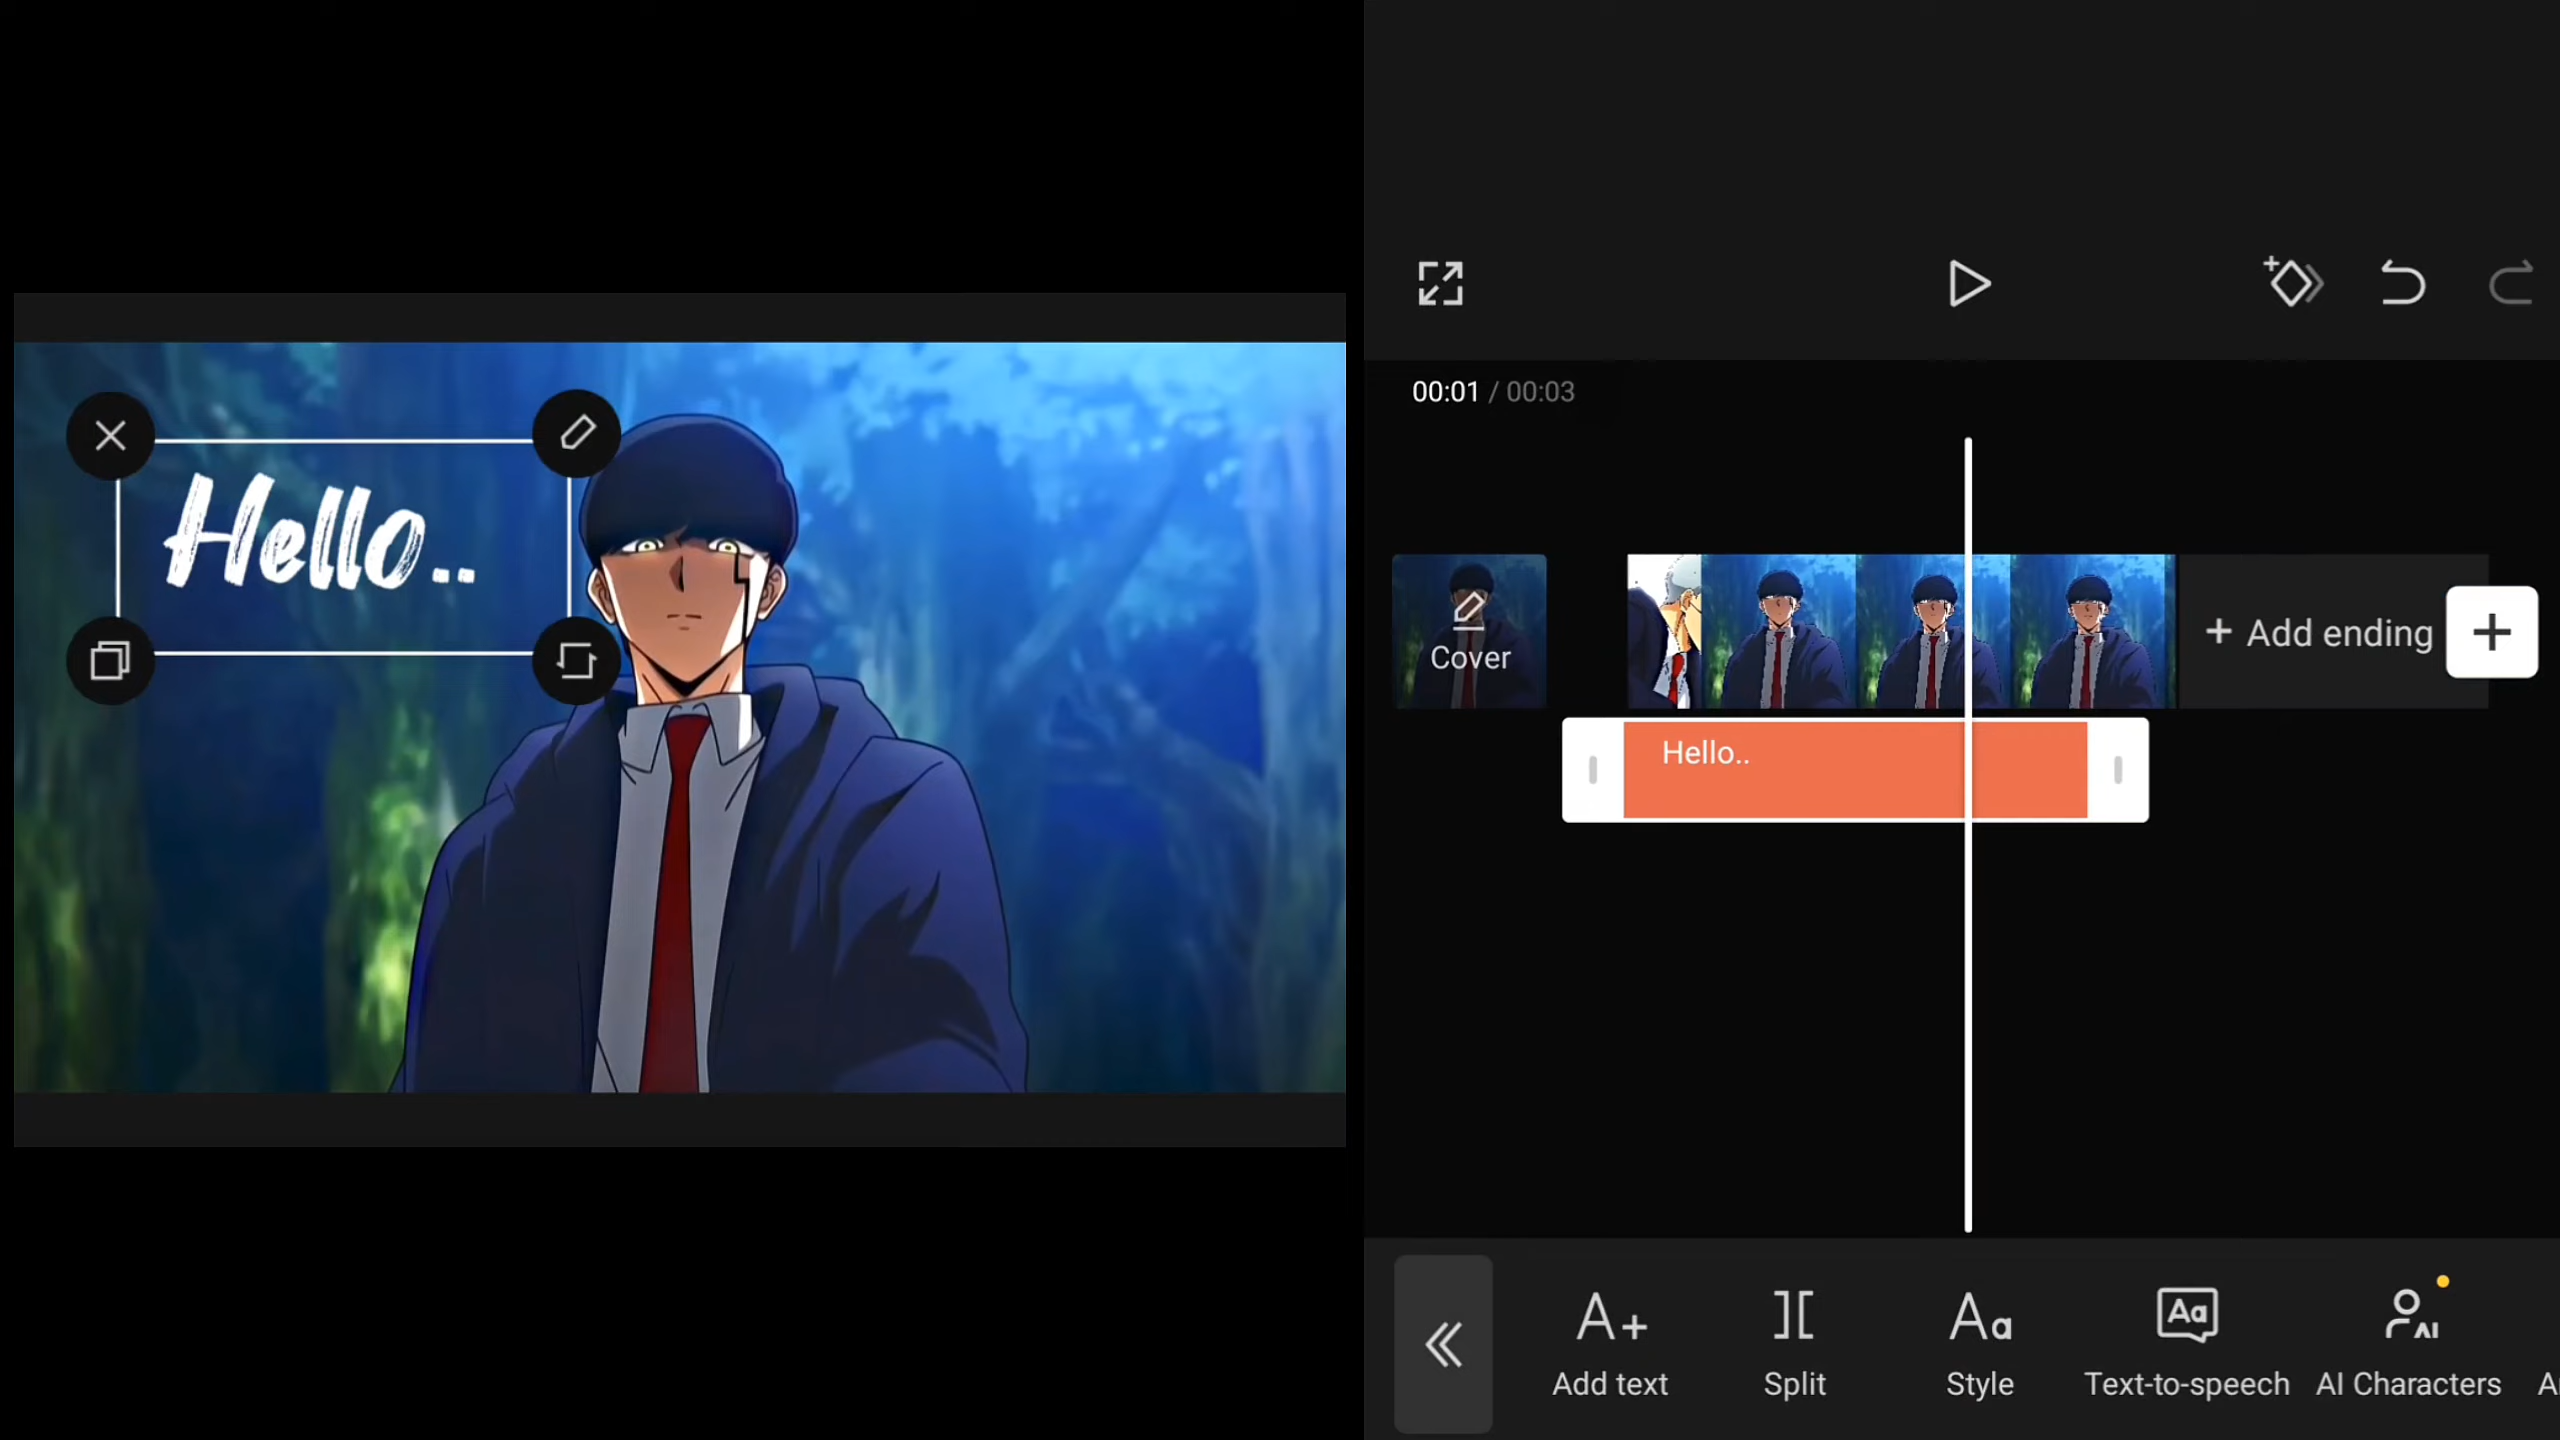 Hello..
00:01 / 00:03
Cover
+ Add ending
Hello..
Add text
Split
Style
Text-to-speech
AI Characters